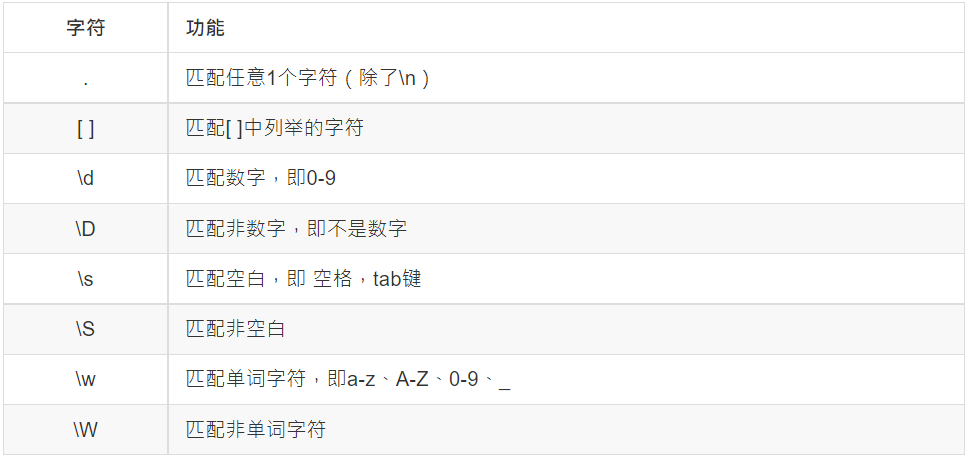 字符 功能
. 匹配任意1个字符（除了\n）
[ ] 匹配[ ]中列举的字符
\d 匹配数字，即0-9
\D 匹配非数字，即不是数字
\s 匹配空白，即 空格，tab键
\S 匹配非空白
\w 匹配单词字符，即a-z、A-Z、0-9、_
\W 匹配非单词字符